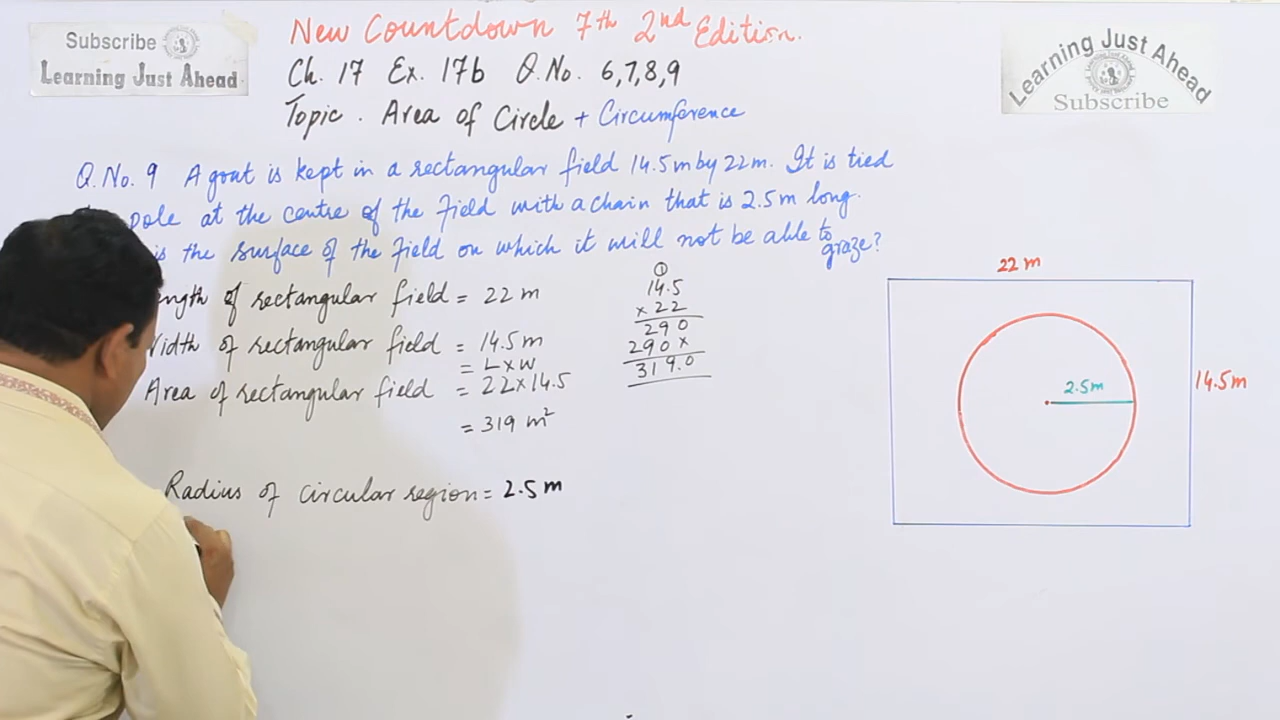 Subscribe
Learning Just Ahead
New Countdown 7th 2nd Edition.
Ch. 17 Ex. 17b Q.No. 6,7,8,9
Topic . Area of Circle + Circumference
Learning Just Ahead
Subscribe
Q.No. 9 A goat is kept in a rectangular field 14.5m by 22m. It is tied
pole at the centre of the field with a chain that is 2.5m long.
is the surface of the field on which it will not be able to graze?
of rectangular field = 22 m
Width of rectangular field = 14.5m
= L×W
Area of rectangular field = 22×14.5
= 319 m²
1
14.5
× 22
290
290×
319.0
Radius of circular region = 2.5 m
22 m
2.5m
14.5m